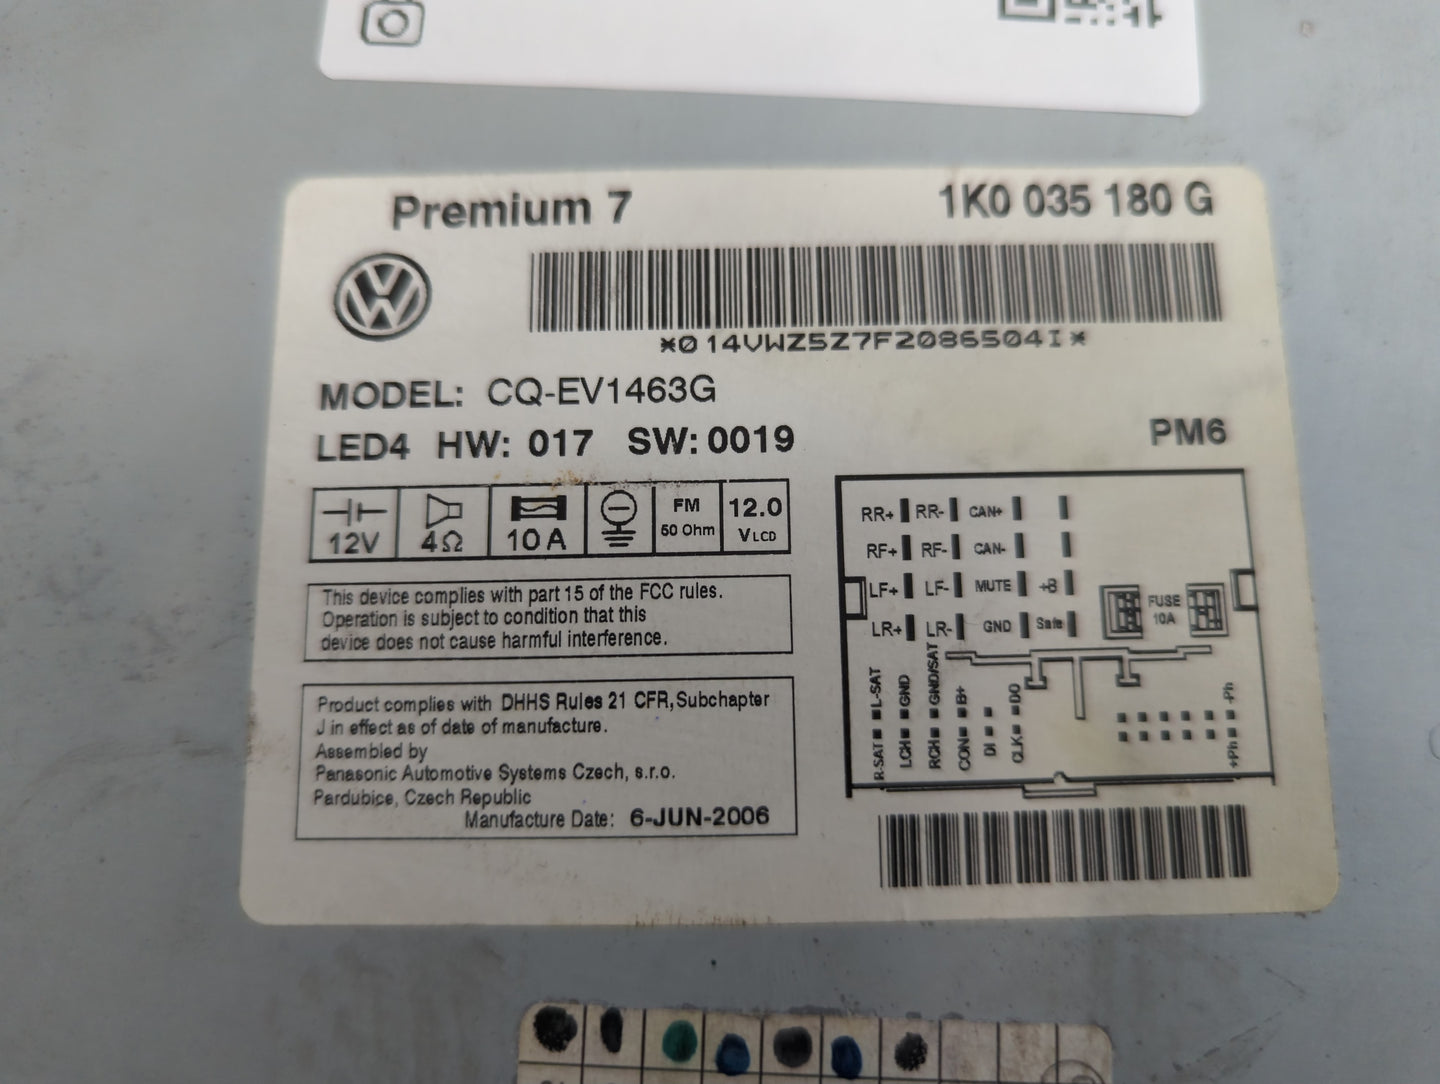 Premium 7
1K0 035 180 G
*014VWZ5Z7F2086504I*
MODEL: CQ-EV1463G
LED4 HW: 017 SW: 0019
PM6
12V
4Ω
10 A
FM
50 Ohm
12.0
VLCD
RR+ RR- CAN+
RF+ RF- CAN-
LF+ LF- MUTE +B
LR+ LR- GND Safe
FUSE
10A
R-SAT L-SAT
LCH GND
RCH GND/SAT
CON B+
DI
CLK DO
+Ph -Ph
This device complies with part 15 of the FCC rules.
Operation is subject to condition that this
device does not cause harmful interference.
Product complies with DHHS Rules 21 CFR, Subchapter
J in effect as of date of manufacture.
Assembled by
Panasonic Automotive Systems Czech, s.r.o.
Pardubice, Czech Republic
Manufacture Date: 6-JUN-2006